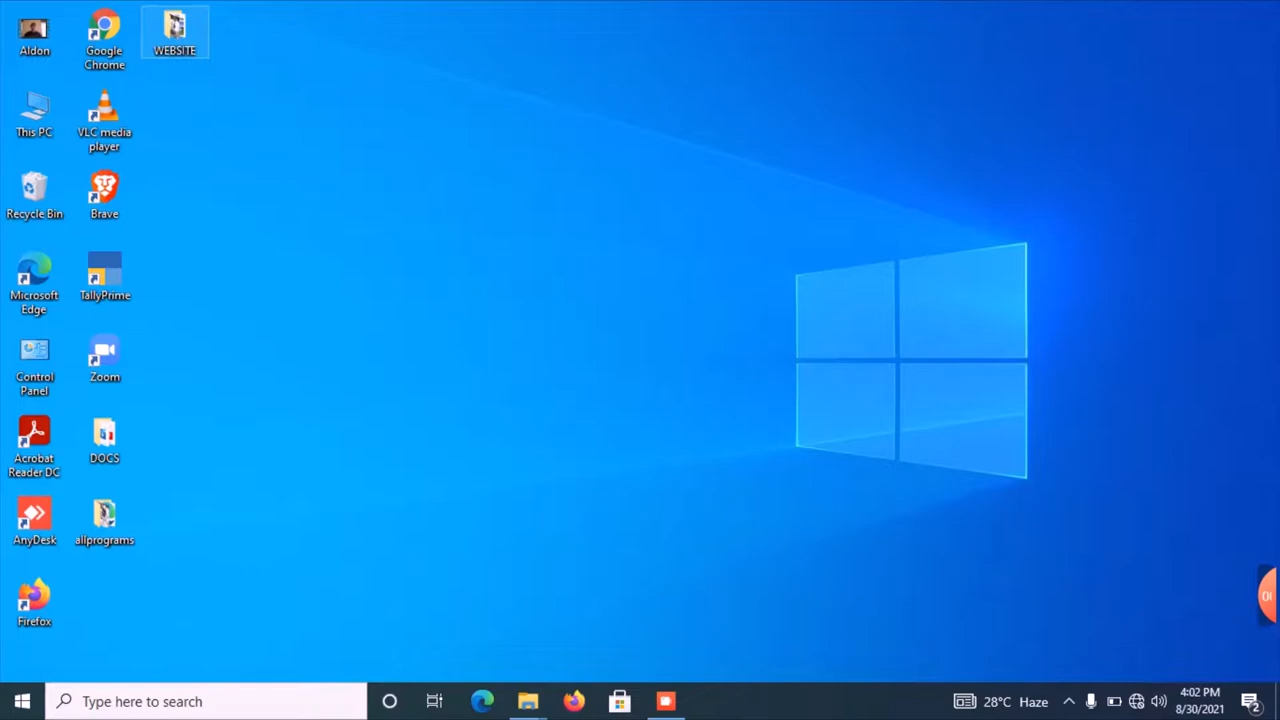 Aldon
Google
Chrome
WEBSITE
This PC
VLC media
player
Recycle Bin
Brave
Microsoft
Edge
TallyPrime
Control
Panel
Zoom
Acrobat
Reader DC
DOCS
AnyDesk
allprograms
Firefox
Type here to search
28°C Haze
4:02 PM
8/30/2021
2